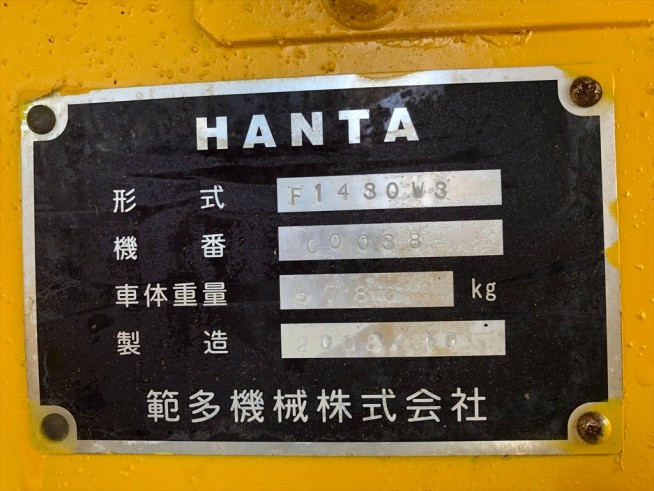 HANTA
形式 F1430W3
機番 00038
車体重量 kg
製造
範多機械株式会社